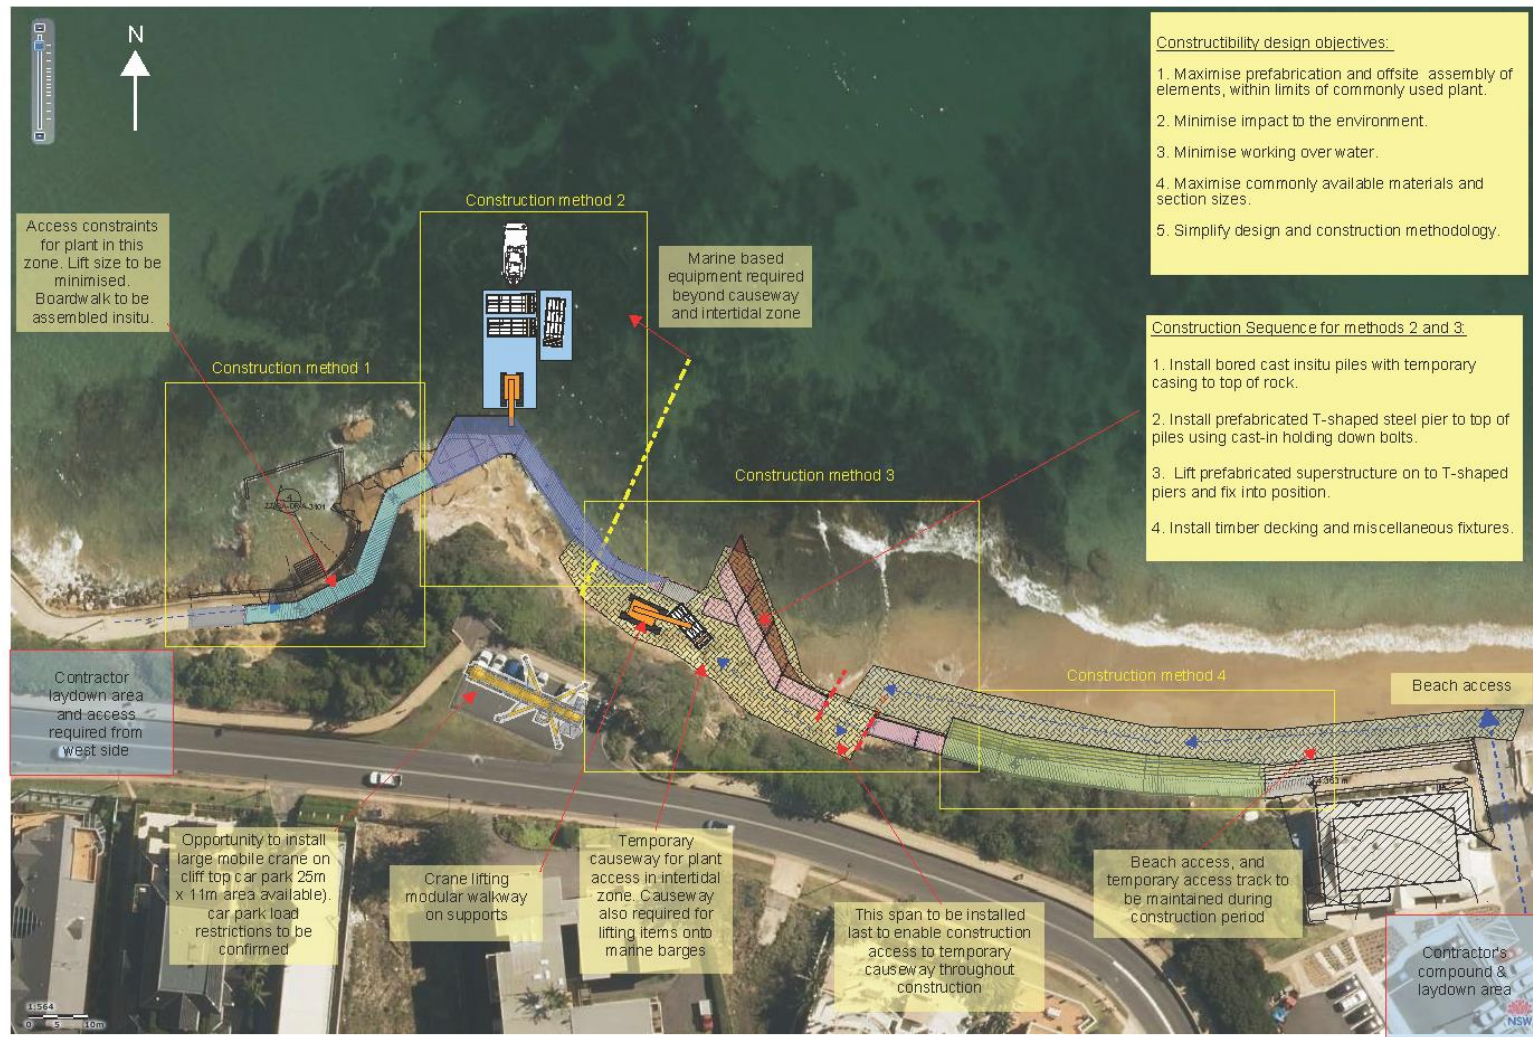 N
Constructibility design objectives:
1. Maximise prefabrication and offsite assembly of
elements, within limits of commonly used plant.
2. Minimise impact to the environment.
3. Minimise working over water.
4. Maximise commonly available materials and
section sizes.
5. Simplify design and construction methodology.
Construction method 2
Access constraints
for plant in this
zone. Lift size to be
minimised.
Boardwalk to be
assembled insitu.
Marine based
equipment required
beyond causeway
and intertidal zone
Construction Sequence for methods 2 and 3:
1. Install bored cast insitu piles with temporary
casing to top of rock.
2. Install prefabricated T-shaped steel pier to top of
piles using cast-in holding down bolts.
3. Lift prefabricated superstructure on to T-shaped
piers and fix into position.
4. Install timber decking and miscellaneous fixtures.
Construction method 1
Construction method 3
4
Construction method 4
Beach access
Contractor
laydown area
and access
required from
west side
Opportunity to install
large mobile crane on
cliff top car park 25m
x 11m area available).
car park load
restrictions to be
confirmed
Crane lifting
modular walkway
on supports
Temporary
causeway for plant
access in intertidal
zone. Causeway
also required for
lifting items onto
marine barges
This span to be installed
last to enable construction
access to temporary
causeway throughout
construction
Beach access, and
temporary access track to
be maintained during
construction period
Contractor's
compound &
laydown area
1:564
0 5 10m
NSW